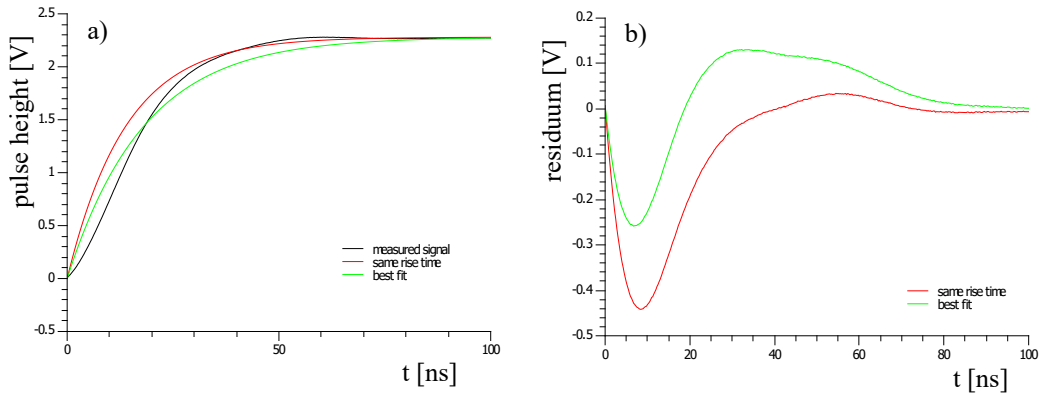 a)
pulse height [V]
2.5
2
1.5
1
0.5
0
-0.5
0
50
100
t [ns]
measured signal
same rise time
best fit
b)
residuum [V]
0.2
0.1
0
-0.1
-0.2
-0.3
-0.4
-0.5
0
20
40
60
80
100
t [ns]
same rise time
best fit